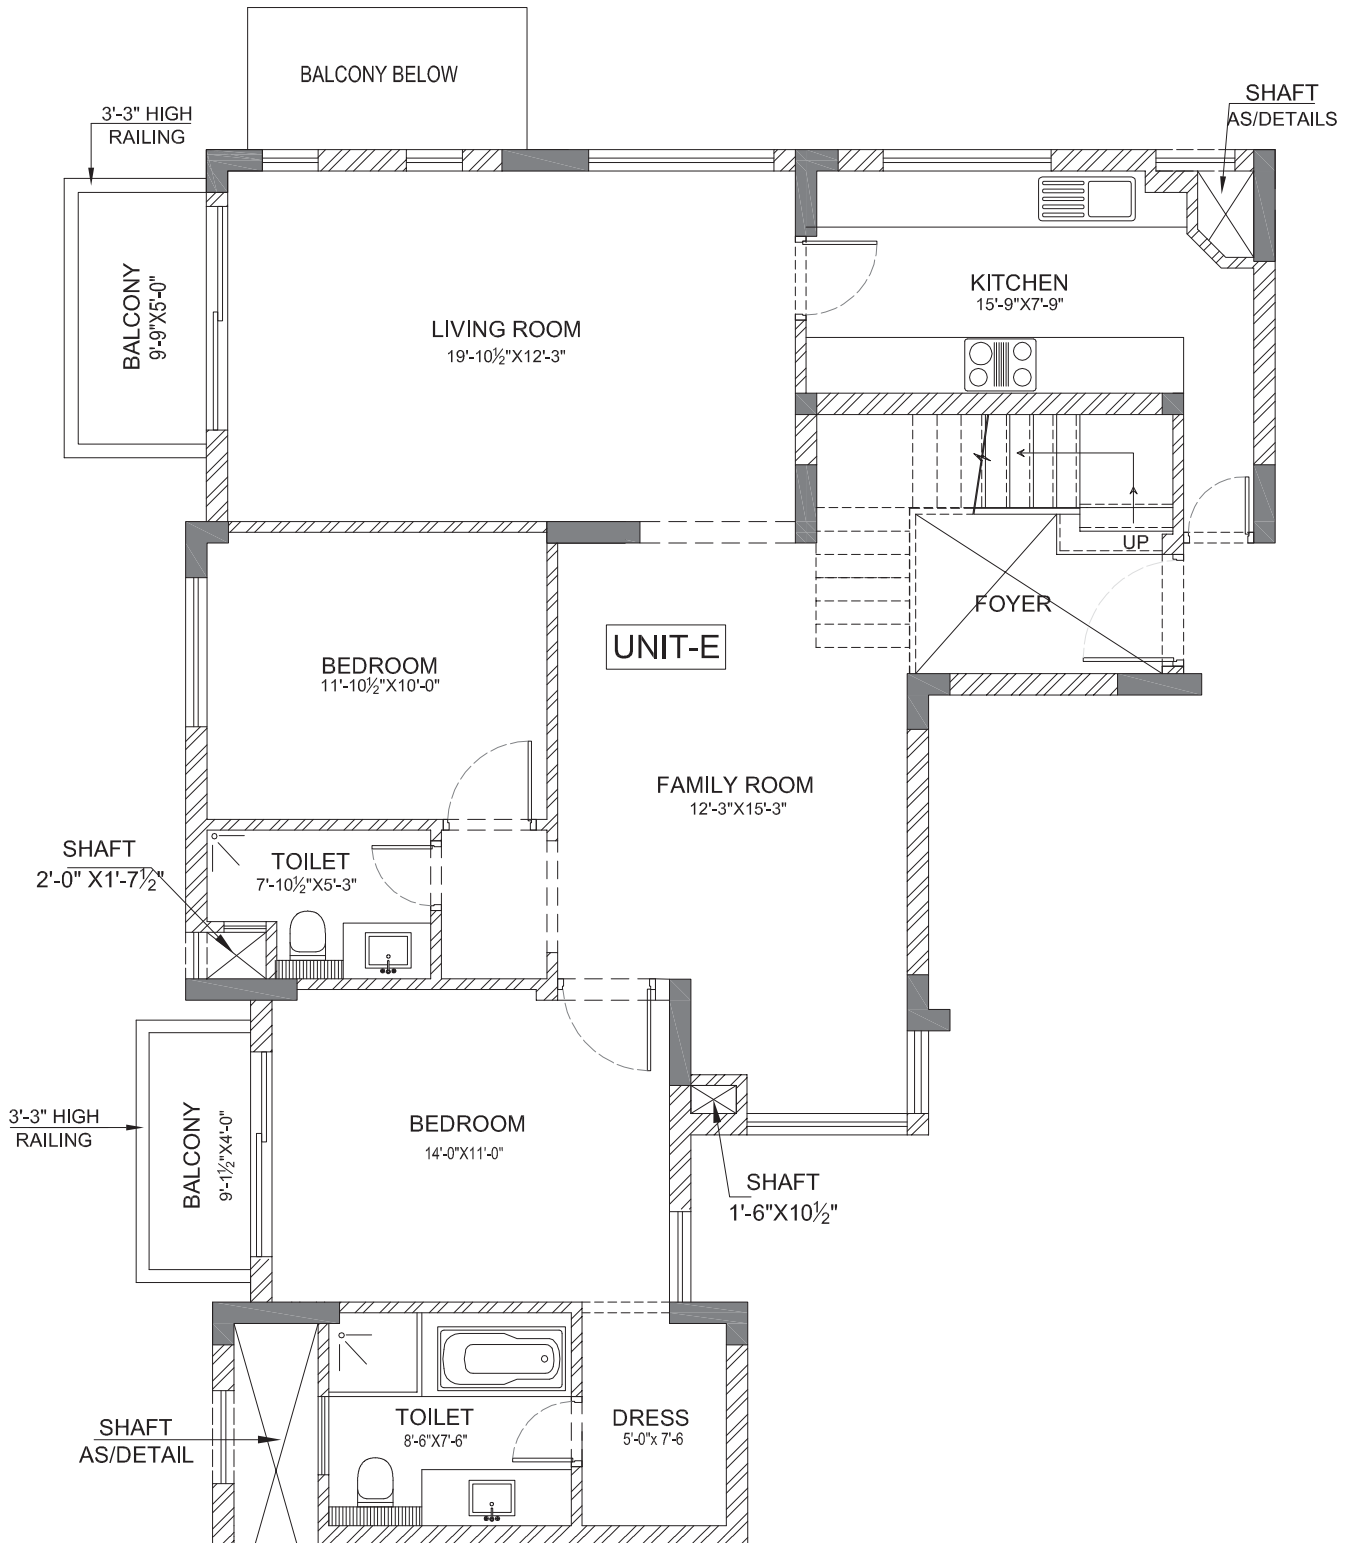 BALCONY BELOW
3'-3" HIGH
RAILING
SHAFT
AS/DETAILS
BALCONY
9'-9"X5'-0"
LIVING ROOM
19'-10½"X12'-3"
KITCHEN
15'-9"X7'-9"
UP
FOYER
UNIT-E
BEDROOM
11'-10½"X10'-0"
FAMILY ROOM
12'-3"X15'-3"
SHAFT
2'-0" X1'-7½"
TOILET
7'-10½"X5'-3"
3'-3" HIGH
RAILING
BALCONY
9'-1½"X4'-0"
BEDROOM
14'-0"X11'-0"
SHAFT
1'-6"X10½"
SHAFT
AS/DETAIL
TOILET
8'-6"X7'-6"
DRESS
5'-0"x 7'-6